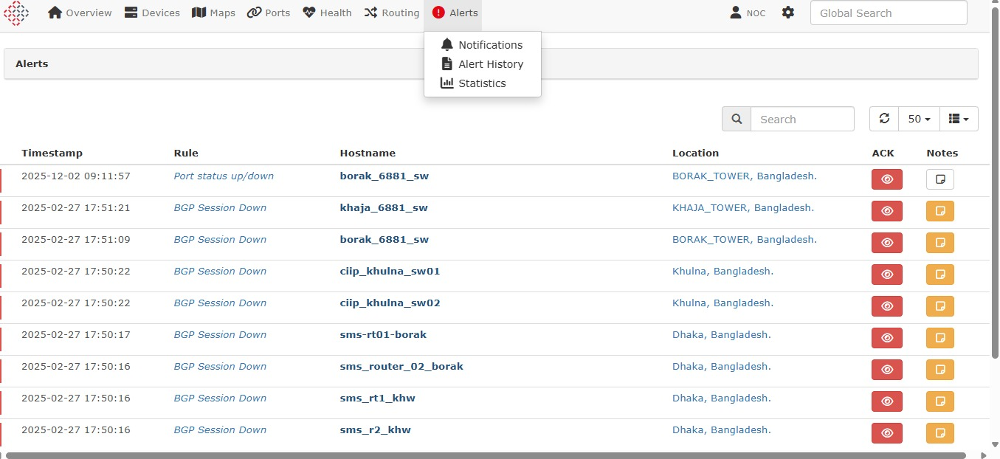 Overview Devices Maps Ports Health Routing Alerts NOC Global Search
Notifications
Alert History
Statistics
Alerts
Search 50
Timestamp Rule Hostname Location ACK Notes
2025-12-02 09:11:57 Port status up/down borak_6881_sw BORAK_TOWER, Bangladesh.
2025-02-27 17:51:21 BGP Session Down khaja_6881_sw KHAJA_TOWER, Bangladesh.
2025-02-27 17:51:09 BGP Session Down borak_6881_sw BORAK_TOWER, Bangladesh.
2025-02-27 17:50:22 BGP Session Down ciip_khulna_sw01 Khulna, Bangladesh.
2025-02-27 17:50:22 BGP Session Down ciip_khulna_sw02 Khulna, Bangladesh.
2025-02-27 17:50:17 BGP Session Down sms-rt01-borak Dhaka, Bangladesh.
2025-02-27 17:50:16 BGP Session Down sms_router_02_borak Dhaka, Bangladesh.
2025-02-27 17:50:16 BGP Session Down sms_rt1_khw Dhaka, Bangladesh.
2025-02-27 17:50:16 BGP Session Down sms_r2_khw Dhaka, Bangladesh.